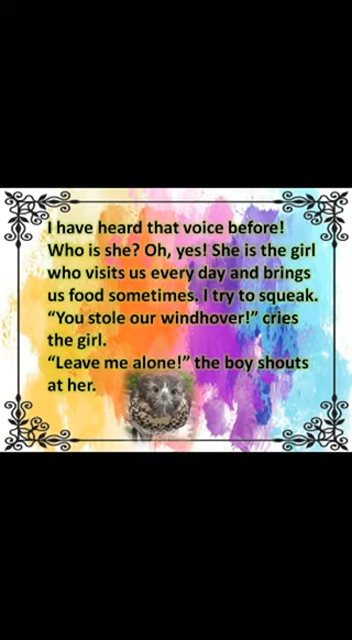 I have heard that voice before!
Who is she? Oh, yes! She is the girl
who visits us every day and brings
us food sometimes. I try to squeak.
“You stole our windhover!” cries
the girl.
“Leave me alone!” the boy shouts
at her.